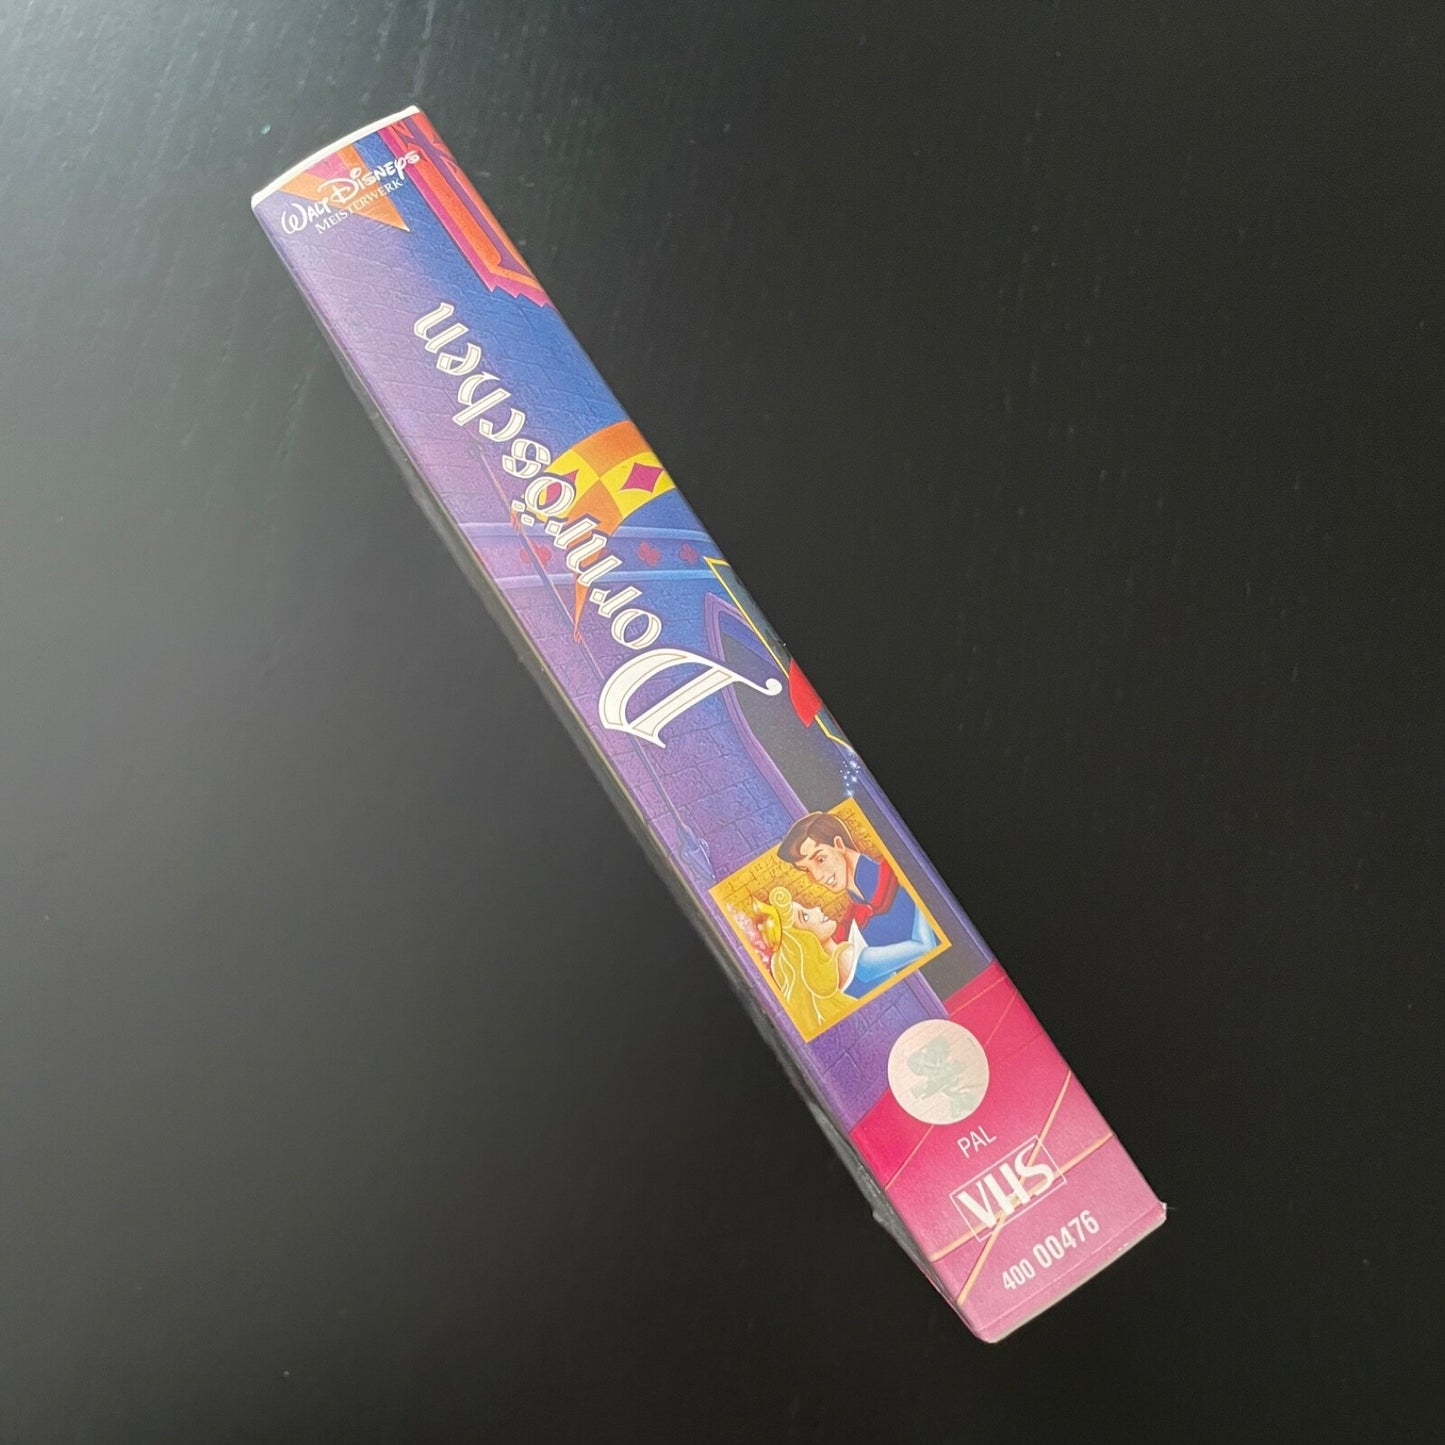 WALT DISNEYS
MEISTERWERK
Dornröschen
PAL
VHS
400 00476